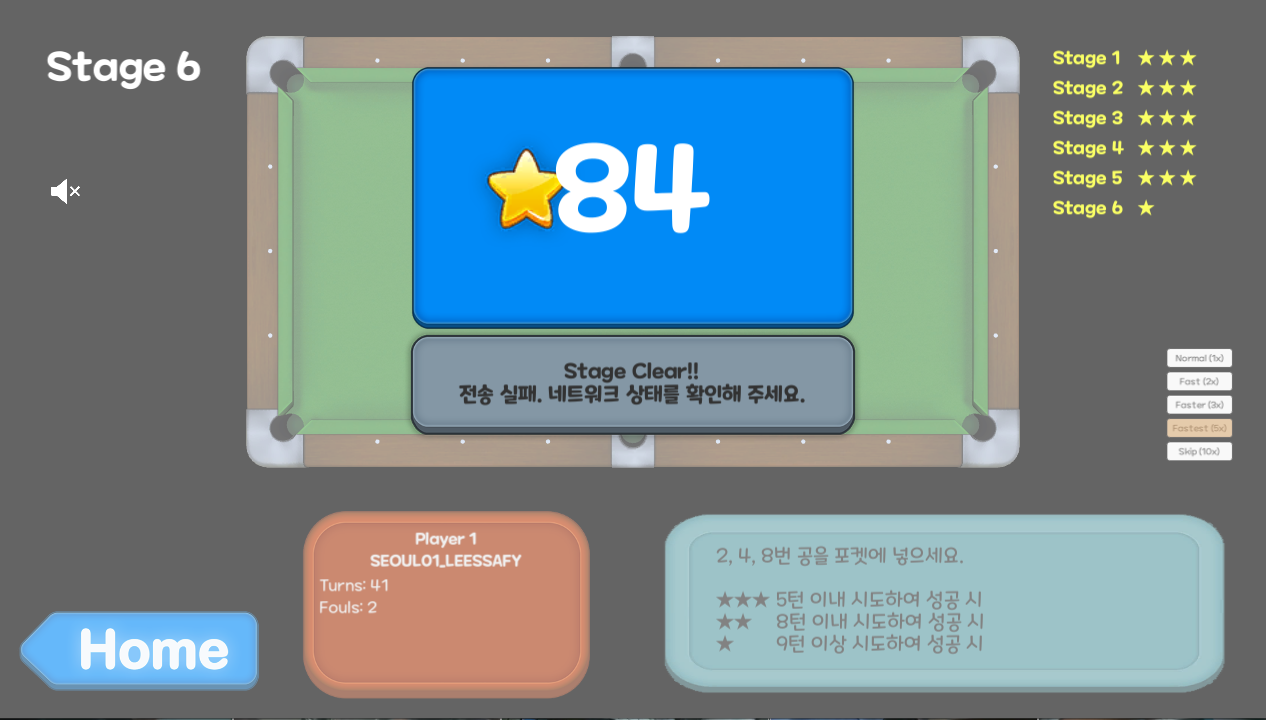 Stage 6
84
Stage Clear!!
전송 실패. 네트워크 상태를 확인해 주세요.
Stage 1 ★★★
Stage 2 ★★★
Stage 3 ★★★
Stage 4 ★★★
Stage 5 ★★★
Stage 6 ★
Normal (1x)
Fast (2x)
Faster (3x)
Fastest (5x)
Skip (10x)
Player 1
SEOUL01_LEESSAFY
Turns: 41
Fouls: 2
2, 4, 8번 공을 포켓에 넣으세요.
★★★ 5턴 이내 시도하여 성공 시
★★ 8턴 이내 시도하여 성공 시
★ 9턴 이상 시도하여 성공 시
Home